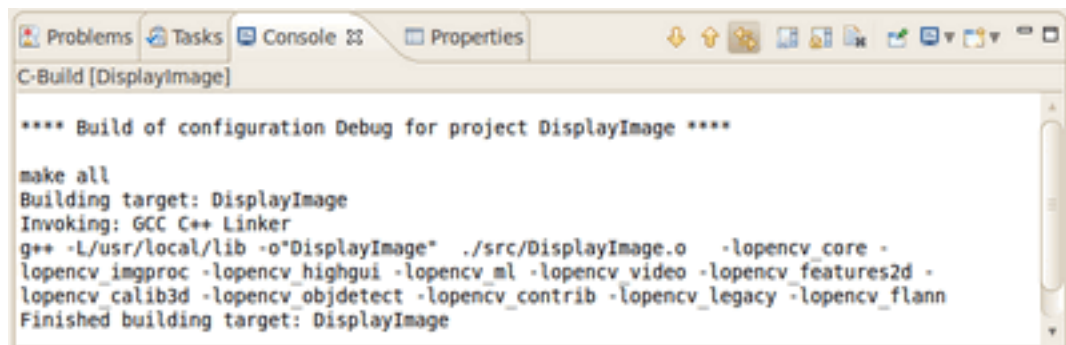 Problems Tasks Console Properties
C-Build [DisplayImage]
**** Build of configuration Debug for project DisplayImage ****
make all
Building target: DisplayImage
Invoking: GCC C++ Linker
g++ -L/usr/local/lib -o"DisplayImage"  ./src/DisplayImage.o   -lopencv_core -
lopencv_imgproc -lopencv_highgui -lopencv_ml -lopencv_video -lopencv_features2d -
lopencv_calib3d -lopencv_objdetect -lopencv_contrib -lopencv_legacy -lopencv_flann
Finished building target: DisplayImage